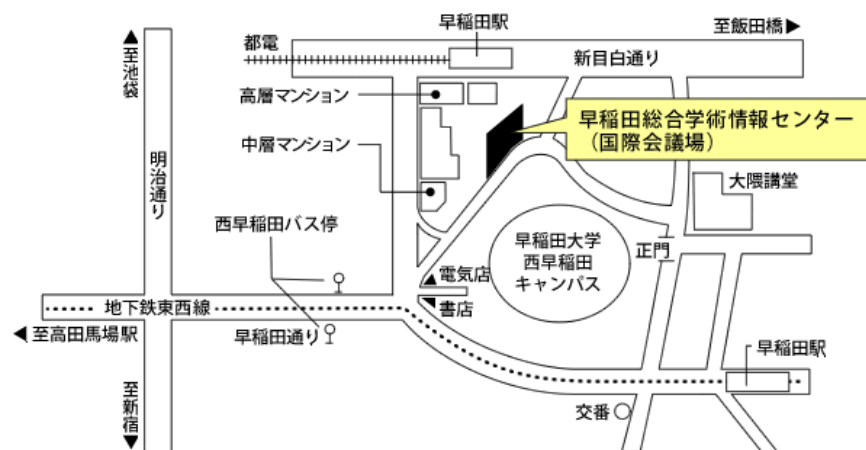 早稲田駅
至飯田橋▶
都電
新目白通り
▲至池袋
高層マンション
早稲田総合学術情報センター
（国際会議場）
中層マンション
明治通り
大隈講堂
西早稲田バス停
早稲田大学
西早稲田
キャンパス
正門
▲電気店
書店
地下鉄東西線
◀至高田馬場駅
早稲田通り
早稲田駅
至新宿▼
交番